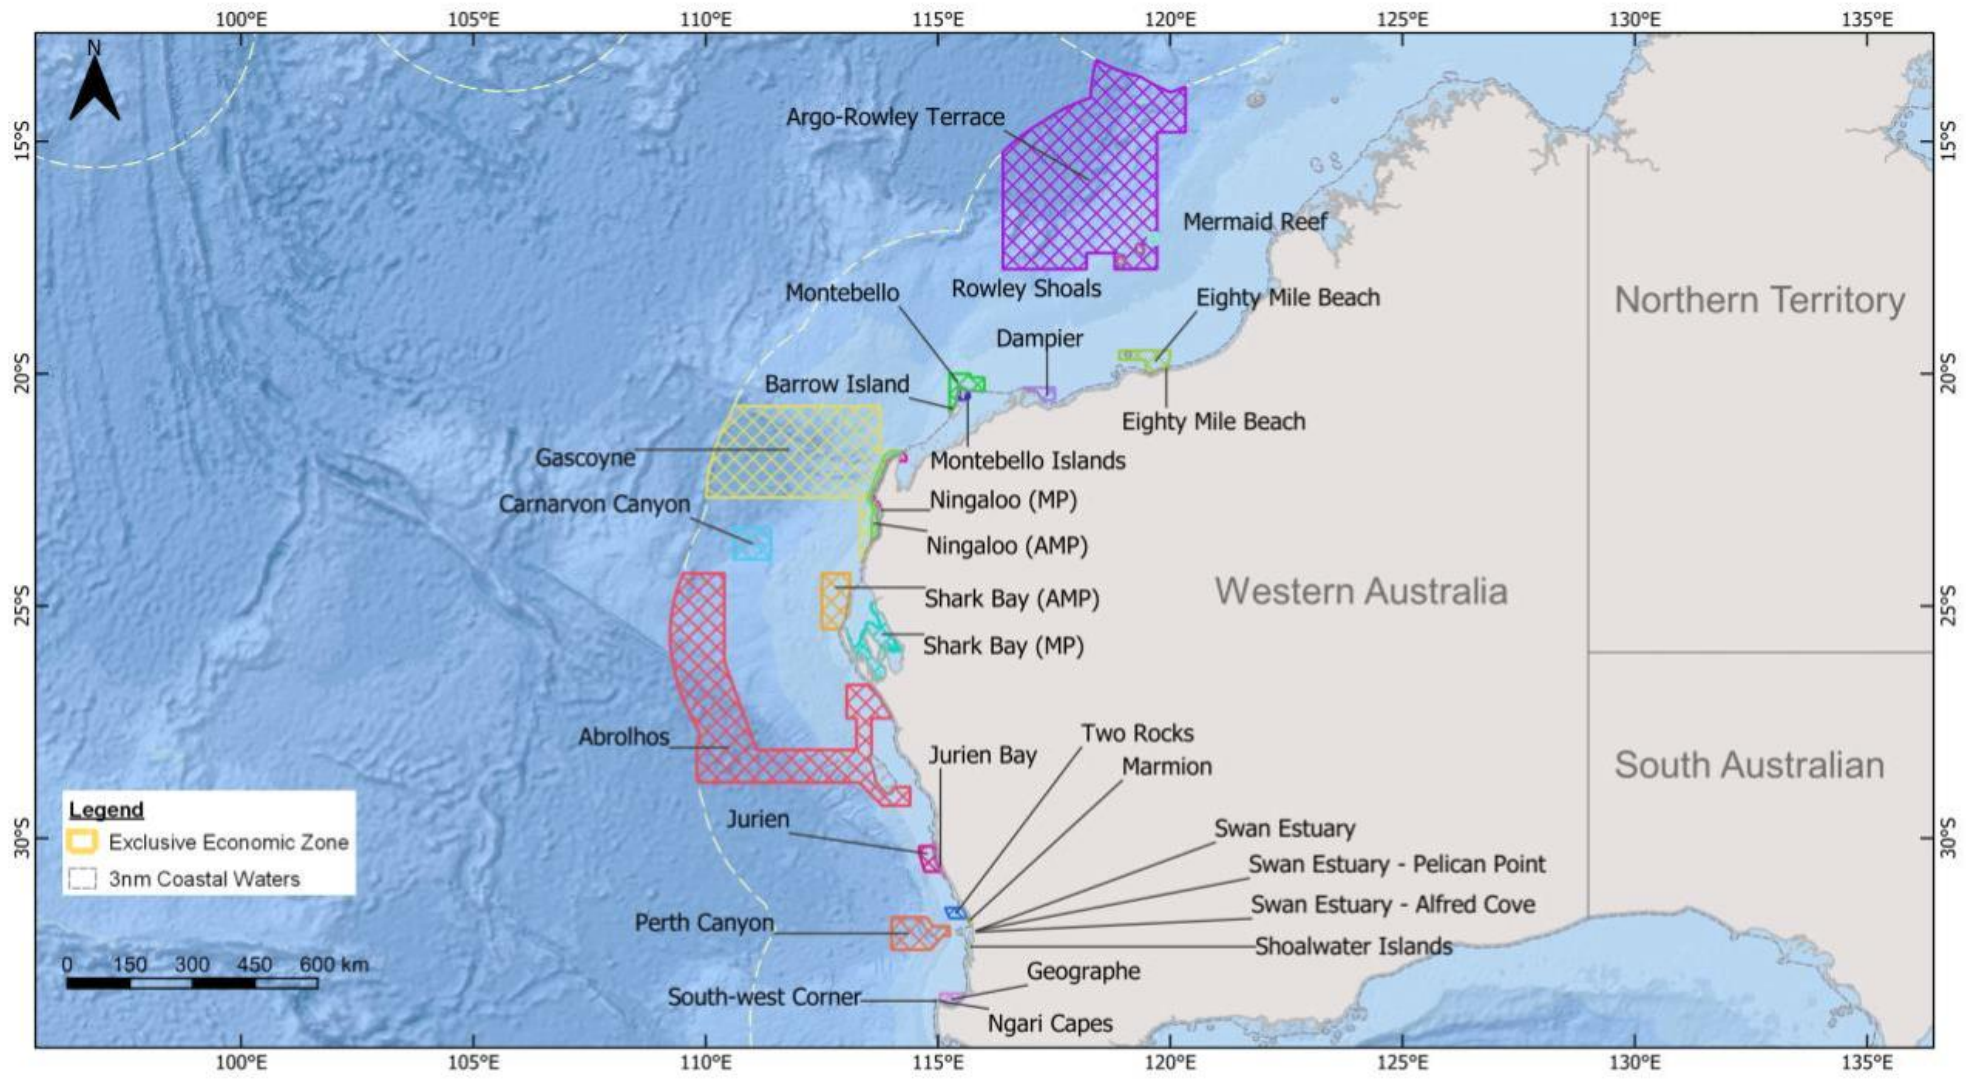 100°E
105°E
110°E
115°E
120°E
125°E
130°E
135°E
N
15°S
15°S
Argo-Rowley Terrace
Mermaid Reef
Rowley Shoals
Montebello
Eighty Mile Beach
Northern Territory
Dampier
20°S
20°S
Barrow Island
Eighty Mile Beach
Gascoyne
Montebello Islands
Carnarvon Canyon
Ningaloo (MP)
Ningaloo (AMP)
Shark Bay (AMP)
Western Australia
25°S
25°S
Shark Bay (MP)
Abrolhos
Two Rocks
Jurien Bay
Marmion
South Australian
Legend
Exclusive Economic Zone
3nm Coastal Waters
Jurien
30°S
30°S
Swan Estuary
Swan Estuary - Pelican Point
Swan Estuary - Alfred Cove
Perth Canyon
Shoalwater Islands
0 150 300 450 600 km
Geographe
South-west Corner
Ngari Capes
100°E
105°E
110°E
115°E
120°E
125°E
130°E
135°E